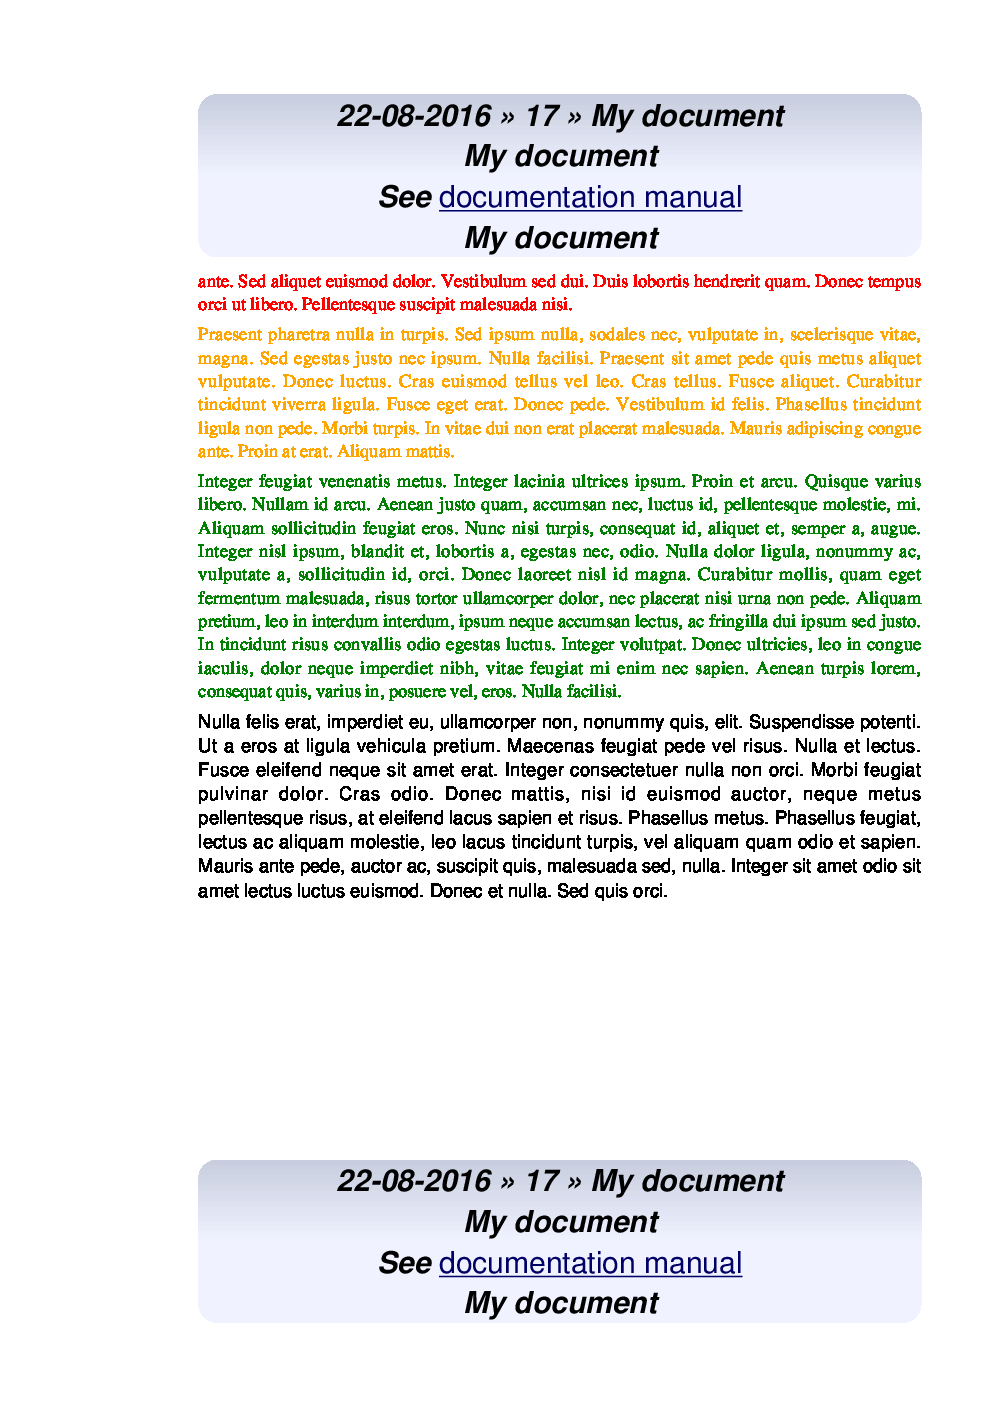 22-08-2016 » 17 » My document
My document
See documentation manual
My document
ante. Sed aliquet euismod dolor. Vestibulum sed dui. Duis lobortis hendrerit quam. Donec tempus
orci ut libero. Pellentesque suscipit malesuada nisi.
Praesent pharetra nulla in turpis. Sed ipsum nulla, sodales nec, vulputate in, scelerisque vitae,
magna. Sed egestas justo nec ipsum. Nulla facilisi. Praesent sit amet pede quis metus aliquet
vulputate. Donec luctus. Cras euismod tellus vel leo. Cras tellus. Fusce aliquet. Curabitur
tincidunt viverra ligula. Fusce eget erat. Donec pede. Vestibulum id felis. Phasellus tincidunt
ligula non pede. Morbi turpis. In vitae dui non erat placerat malesuada. Mauris adipiscing congue
ante. Proin at erat. Aliquam mattis.
Integer feugiat venenatis metus. Integer lacinia ultrices ipsum. Proin et arcu. Quisque varius
libero. Nullam id arcu. Aenean justo quam, accumsan nec, luctus id, pellentesque molestie, mi.
Aliquam sollicitudin feugiat eros. Nunc nisi turpis, consequat id, aliquet et, semper a, augue.
Integer nisl ipsum, blandit et, lobortis a, egestas nec, odio. Nulla dolor ligula, nonummy ac,
vulputate a, sollicitudin id, orci. Donec laoreet nisl id magna. Curabitur mollis, quam eget
fermentum malesuada, risus tortor ullamcorper dolor, nec placerat nisi urna non pede. Aliquam
pretium, leo in interdum interdum, ipsum neque accumsan lectus, ac fringilla dui ipsum sed justo.
In tincidunt risus convallis odio egestas luctus. Integer volutpat. Donec ultricies, leo in congue
iaculis, dolor neque imperdiet nibh, vitae feugiat mi enim nec sapien. Aenean turpis lorem,
consequat quis, varius in, posuere vel, eros. Nulla facilisi.
Nulla felis erat, imperdiet eu, ullamcorper non, nonummy quis, elit. Suspendisse potenti.
Ut a eros at ligula vehicula pretium. Maecenas feugiat pede vel risus. Nulla et lectus.
Fusce eleifend neque sit amet erat. Integer consectetuer nulla non orci. Morbi feugiat
pulvinar dolor. Cras odio. Donec mattis, nisi id euismod auctor, neque metus
pellentesque risus, at eleifend lacus sapien et risus. Phasellus metus. Phasellus feugiat,
lectus ac aliquam molestie, leo lacus tincidunt turpis, vel aliquam quam odio et sapien.
Mauris ante pede, auctor ac, suscipit quis, malesuada sed, nulla. Integer sit amet odio sit
amet lectus luctus euismod. Donec et nulla. Sed quis orci.
22-08-2016 » 17 » My document
My document
See documentation manual
My document